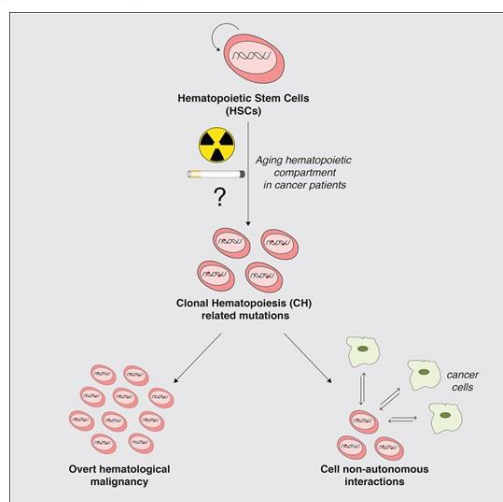 Hematopoietic Stem Cells
(HSCs)
Aging hematopoietic
compartment
in cancer patients
?
Clonal Hematopoiesis (CH)
related mutations
cancer
cells
Overt hematological
malignancy
Cell non-autonomous
interactions